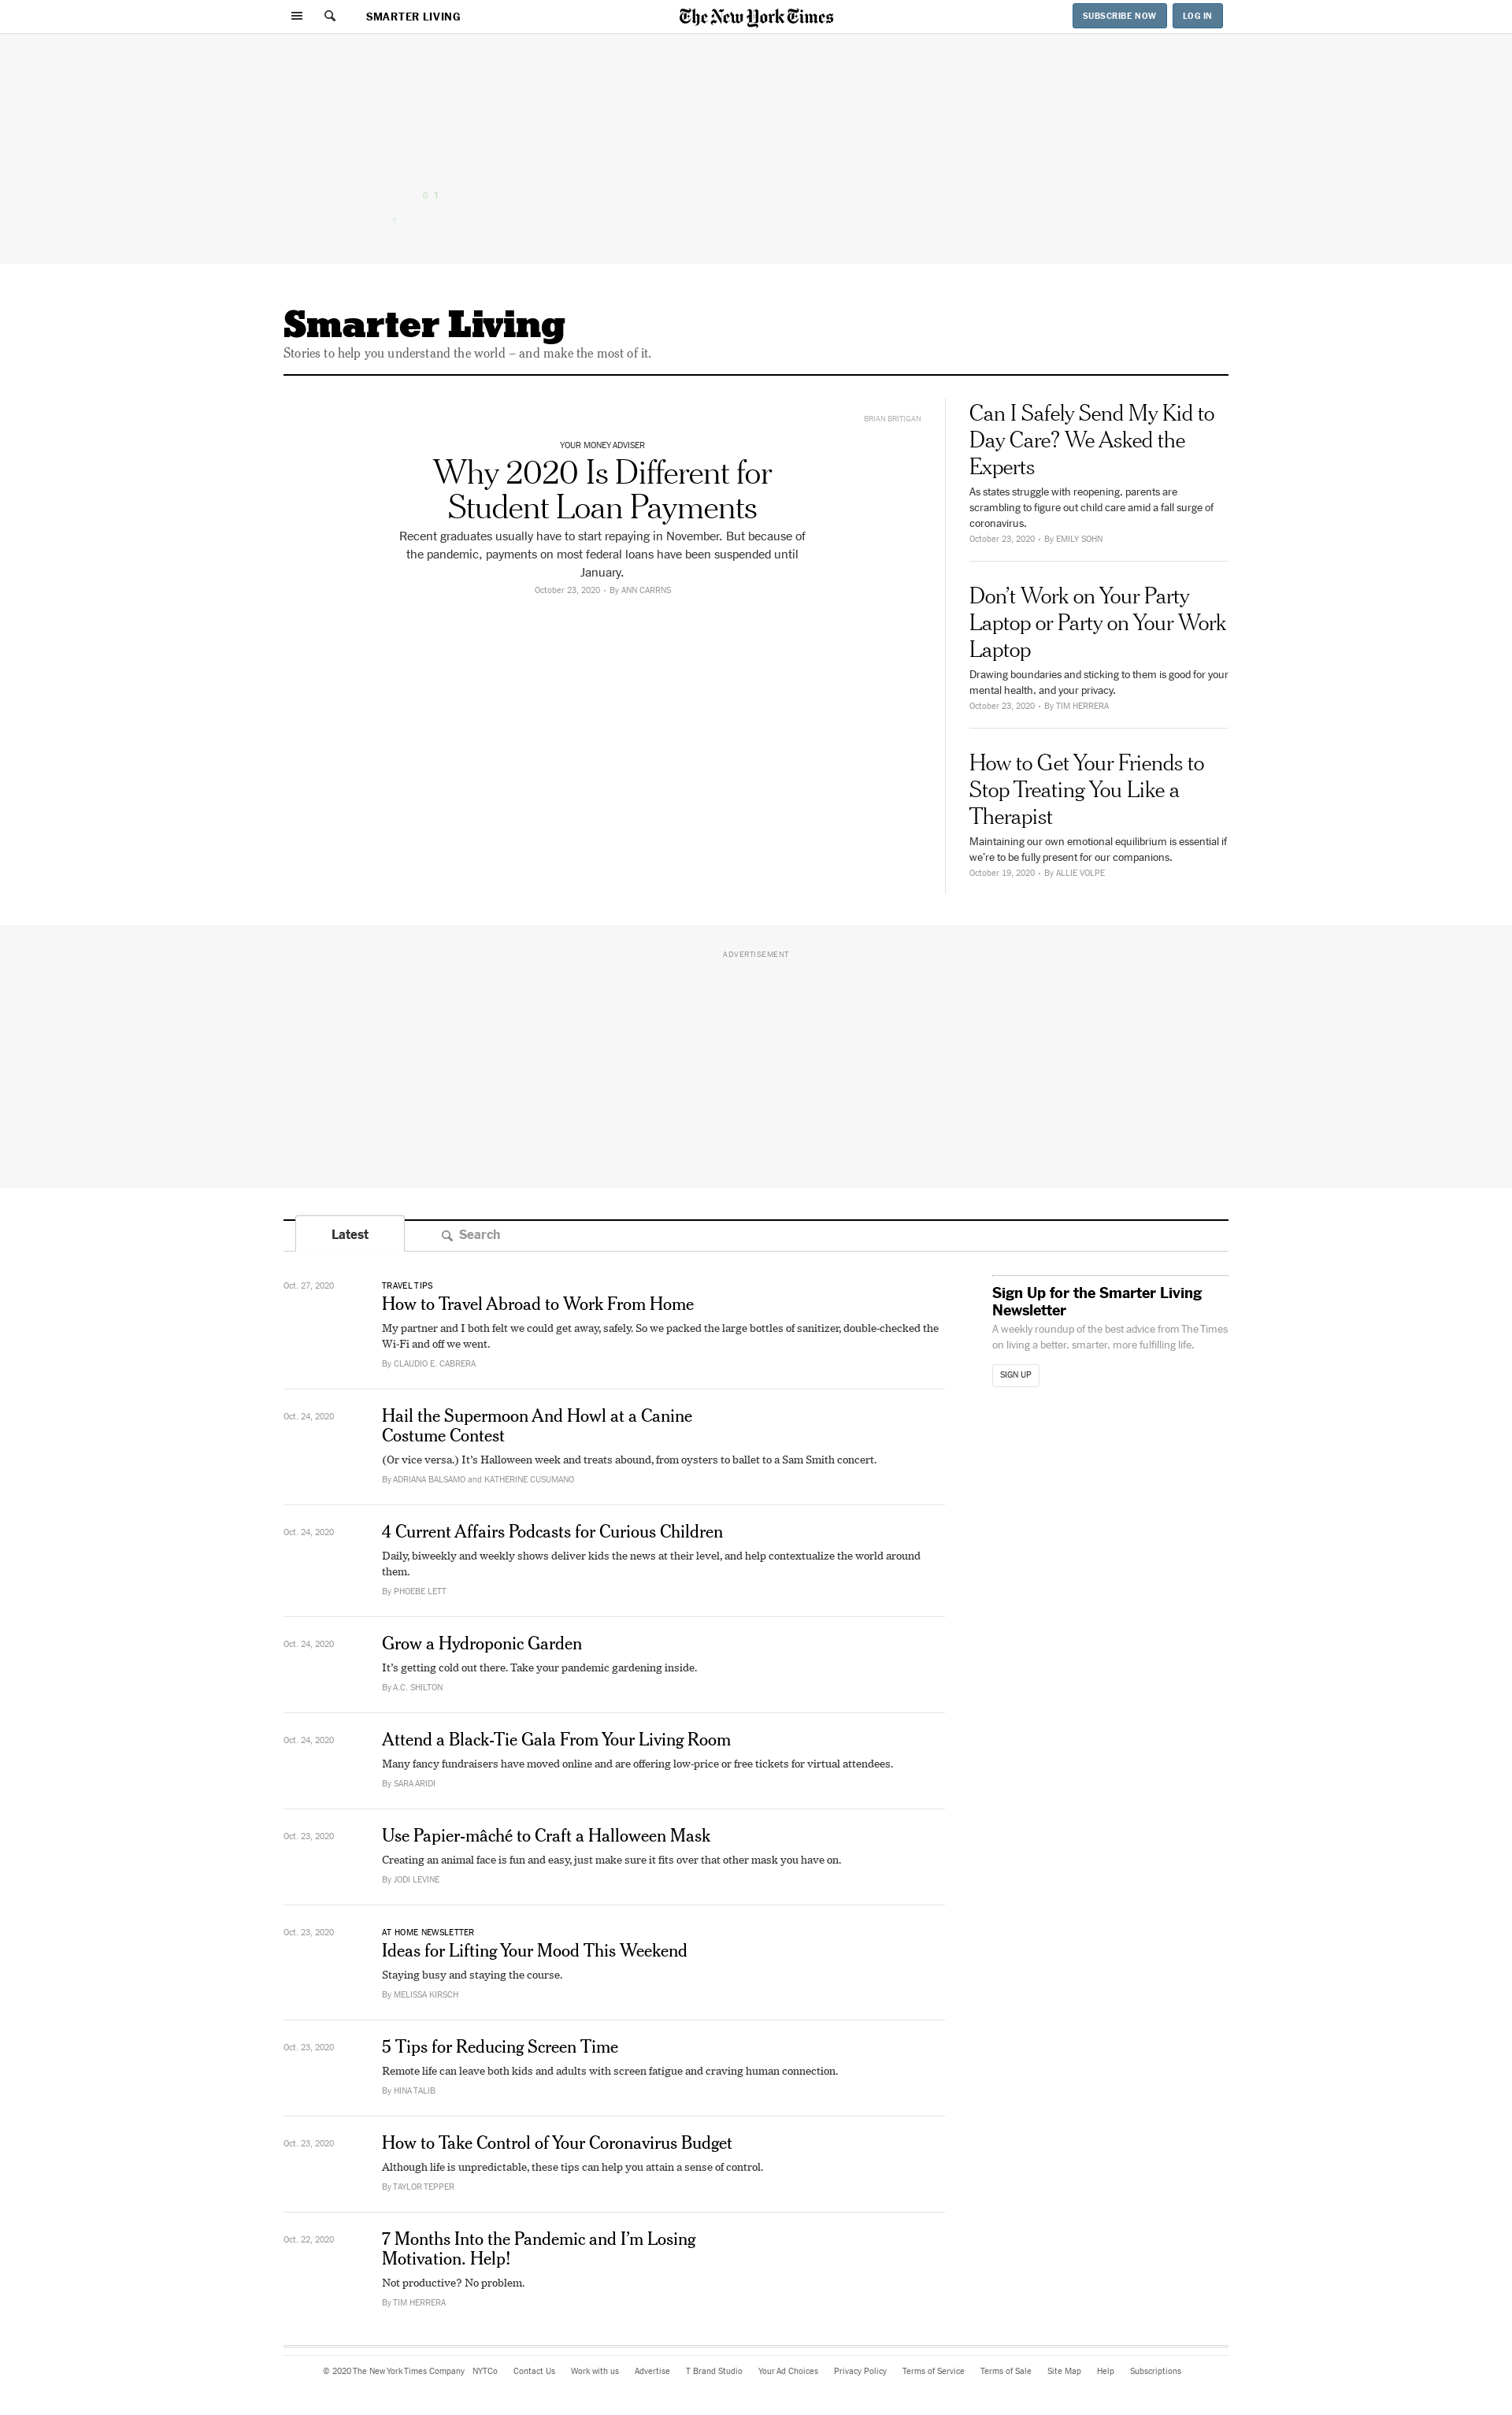 SMARTER LIVING
The New York Times
SUBSCRIBE NOW
LOG IN
0 1
1
Smarter Living
Stories to help you understand the world – and make the most of it.
BRIAN BRITIGAN
YOUR MONEY ADVISER
Why 2020 Is Different for
Student Loan Payments
Recent graduates usually have to start repaying in November. But because of
the pandemic, payments on most federal loans have been suspended until
January.
October 23, 2020 • By ANN CARRNS
Can I Safely Send My Kid to
Day Care? We Asked the
Experts
As states struggle with reopening, parents are
scrambling to figure out child care amid a fall surge of
coronavirus.
October 23, 2020 • By EMILY SOHN
Don’t Work on Your Party
Laptop or Party on Your Work
Laptop
Drawing boundaries and sticking to them is good for your
mental health, and your privacy.
October 23, 2020 • By TIM HERRERA
How to Get Your Friends to
Stop Treating You Like a
Therapist
Maintaining our own emotional equilibrium is essential if
we’re to be fully present for our companions.
October 19, 2020 • By ALLIE VOLPE
ADVERTISEMENT
Latest
Search
Oct. 27, 2020
TRAVEL TIPS
How to Travel Abroad to Work From Home
My partner and I both felt we could get away, safely. So we packed the large bottles of sanitizer, double-checked the
Wi-Fi and off we went.
By CLAUDIO E. CABRERA
Oct. 24, 2020
Hail the Supermoon And Howl at a Canine
Costume Contest
(Or vice versa.) It’s Halloween week and treats abound, from oysters to ballet to a Sam Smith concert.
By ADRIANA BALSAMO and KATHERINE CUSUMANO
Oct. 24, 2020
4 Current Affairs Podcasts for Curious Children
Daily, biweekly and weekly shows deliver kids the news at their level, and help contextualize the world around
them.
By PHOEBE LETT
Oct. 24, 2020
Grow a Hydroponic Garden
It’s getting cold out there. Take your pandemic gardening inside.
By A.C. SHILTON
Oct. 24, 2020
Attend a Black-Tie Gala From Your Living Room
Many fancy fundraisers have moved online and are offering low-price or free tickets for virtual attendees.
By SARA ARIDI
Oct. 23, 2020
Use Papier-mâché to Craft a Halloween Mask
Creating an animal face is fun and easy, just make sure it fits over that other mask you have on.
By JODI LEVINE
Oct. 23, 2020
AT HOME NEWSLETTER
Ideas for Lifting Your Mood This Weekend
Staying busy and staying the course.
By MELISSA KIRSCH
Oct. 23, 2020
5 Tips for Reducing Screen Time
Remote life can leave both kids and adults with screen fatigue and craving human connection.
By HINA TALIB
Oct. 23, 2020
How to Take Control of Your Coronavirus Budget
Although life is unpredictable, these tips can help you attain a sense of control.
By TAYLOR TEPPER
Oct. 22, 2020
7 Months Into the Pandemic and I’m Losing
Motivation. Help!
Not productive? No problem.
By TIM HERRERA
Sign Up for the Smarter Living
Newsletter
A weekly roundup of the best advice from The Times
on living a better, smarter, more fulfilling life.
SIGN UP
© 2020 The New York Times Company NYTCo Contact Us Work with us Advertise T Brand Studio Your Ad Choices Privacy Policy Terms of Service Terms of Sale Site Map Help Subscriptions